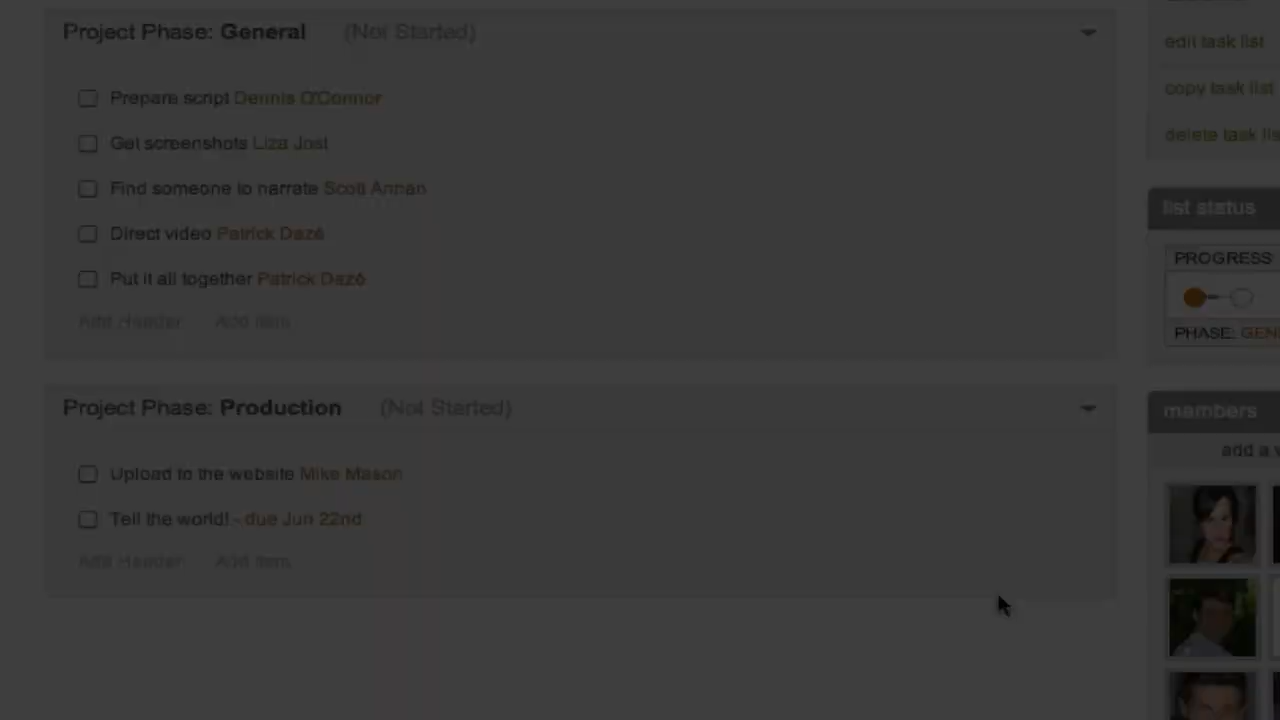 Project Phase: General (Not Started)
Prepare script Dennis O'Connor
Get screenshots Liza Jost
Find someone to narrate Scott Annan
Direct video Patrick Dazé
Put it all together Patrick Dazé
Add Header Add Item
Project Phase: Production (Not Started)
Upload to the website Mike Mason
Tell the world! - due Jun 22nd
Add Header Add Item
edit task list
copy task list
delete task lis
list status
PROGRESS
PHASE: GEN
members
add a